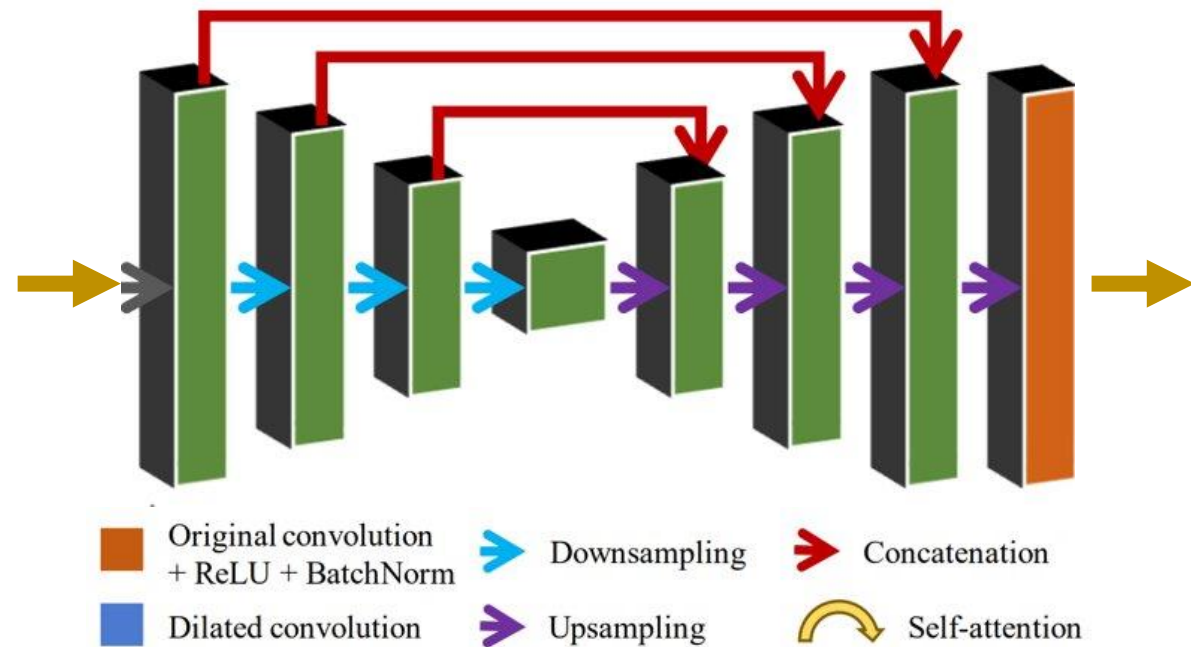 Original convolution
+ ReLU + BatchNorm
Downsampling
Concatenation
Dilated convolution
Upsampling
Self-attention